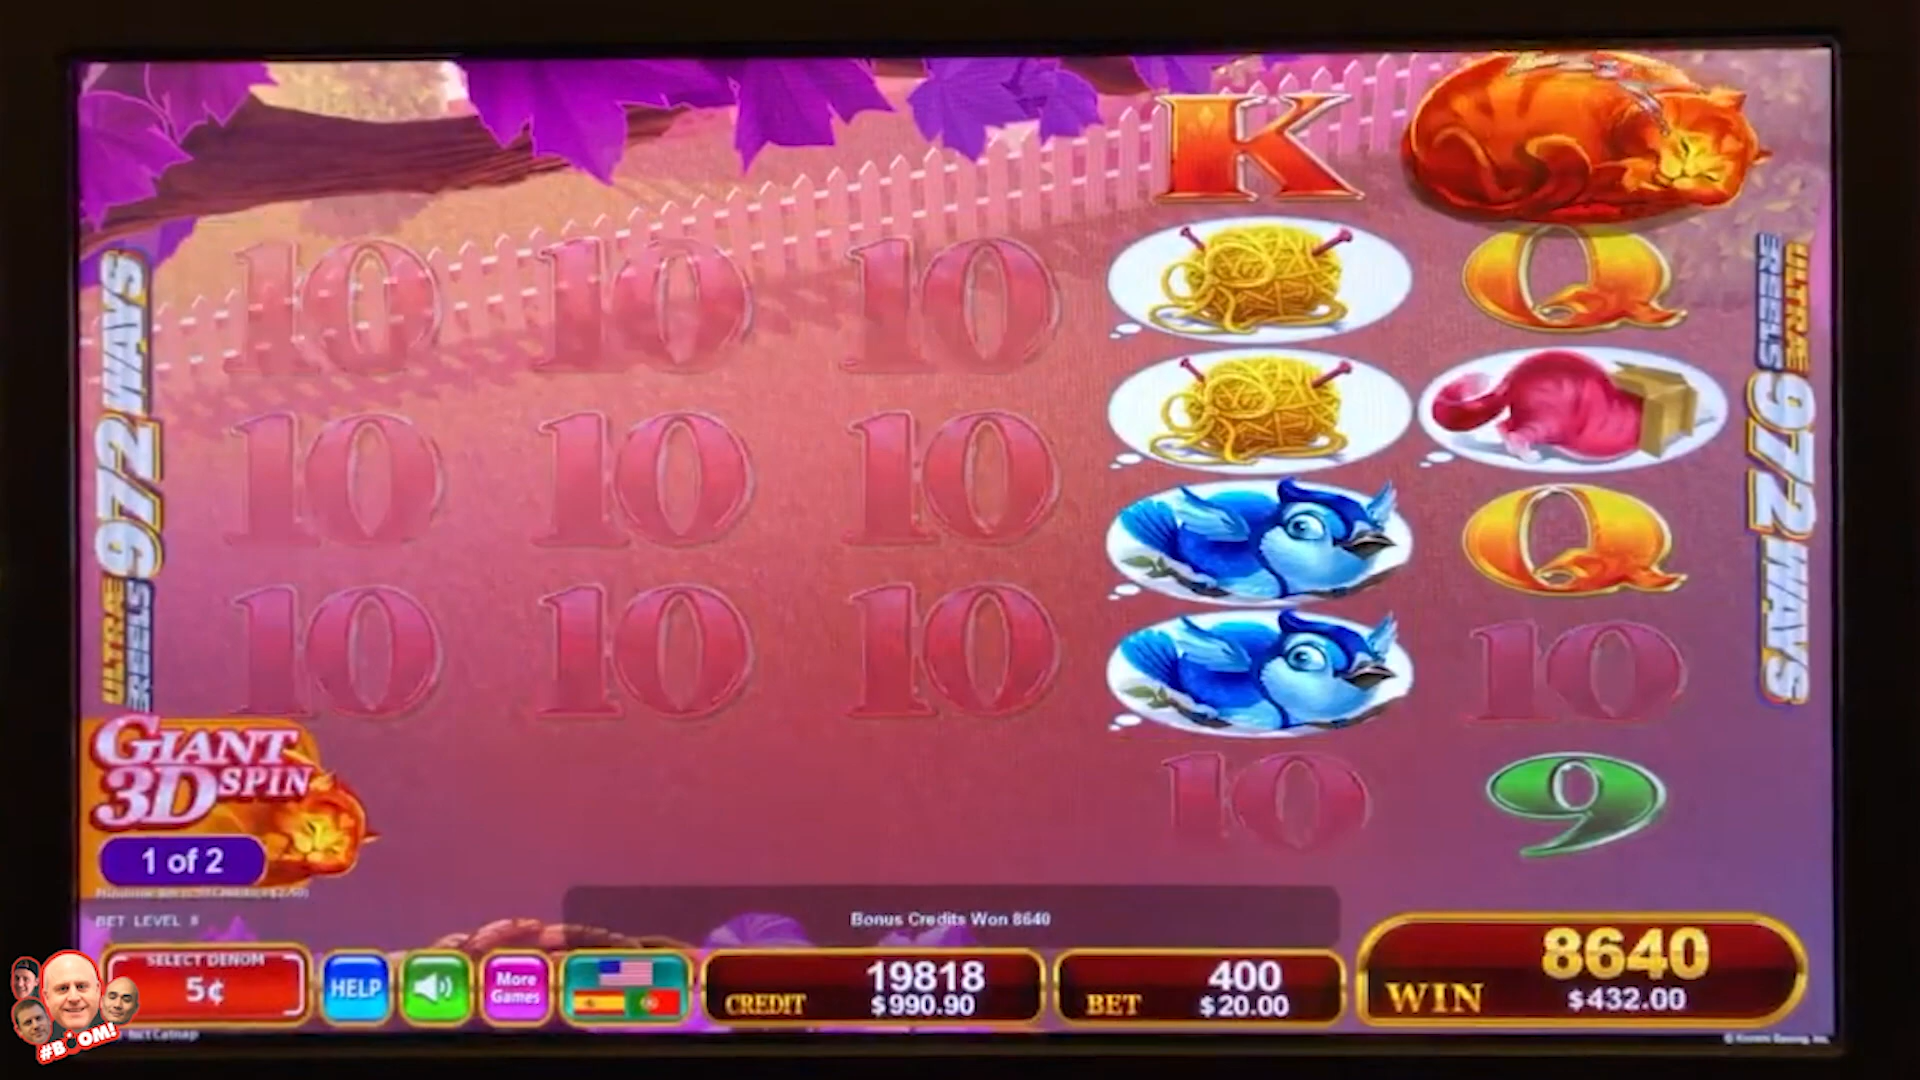 K
10 10 10
Q
10 10 10
Q
10 10 10
10
10
9
ULTRA REELS 972 WAYS
ULTRA REELS 972 WAYS
GIANT
3D SPIN
1 of 2
BET LEVEL 8
Bonus Credits Won 8640
SELECT DENOM
5¢
HELP
More
Games
CREDIT
19818
$990.90
BET
400
$20.00
WIN
8640
$432.00
#BOOM!